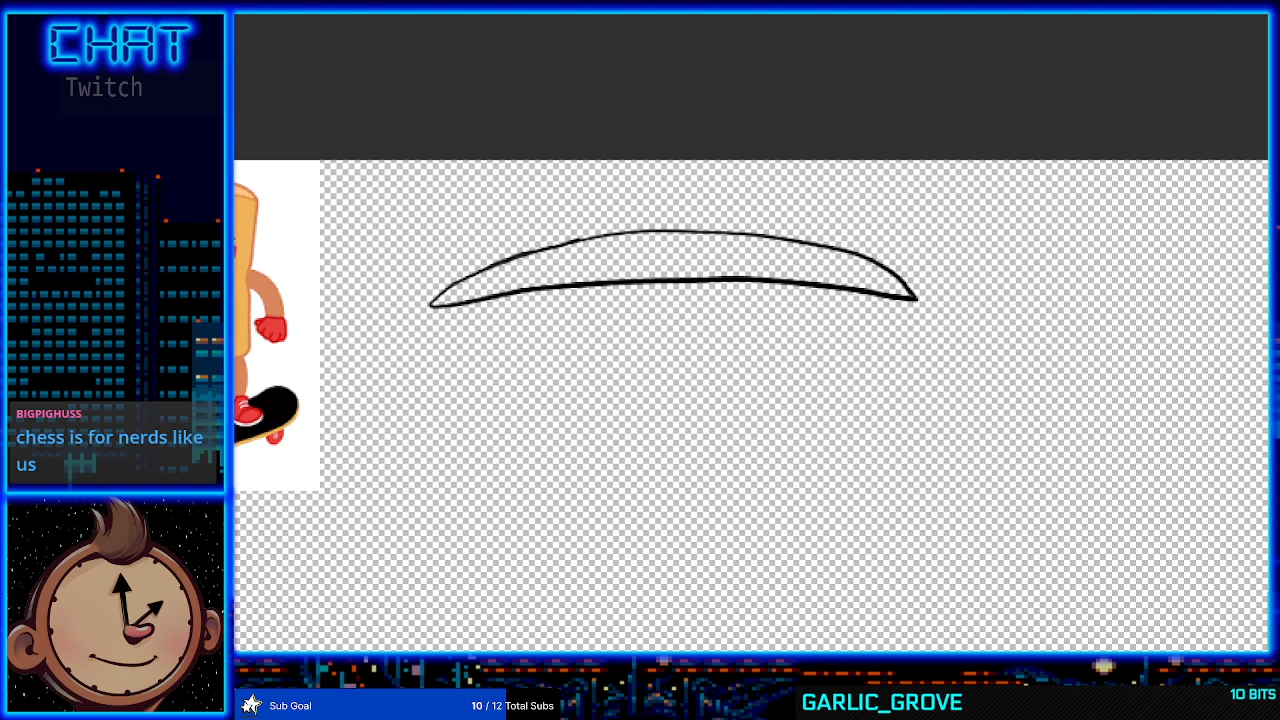 CHAT
Twitch
BIGPIGHUSS
chess is for nerds like
us
Sub Goal
10 / 12 Total Subs
GARLIC_GROVE
10 BITS